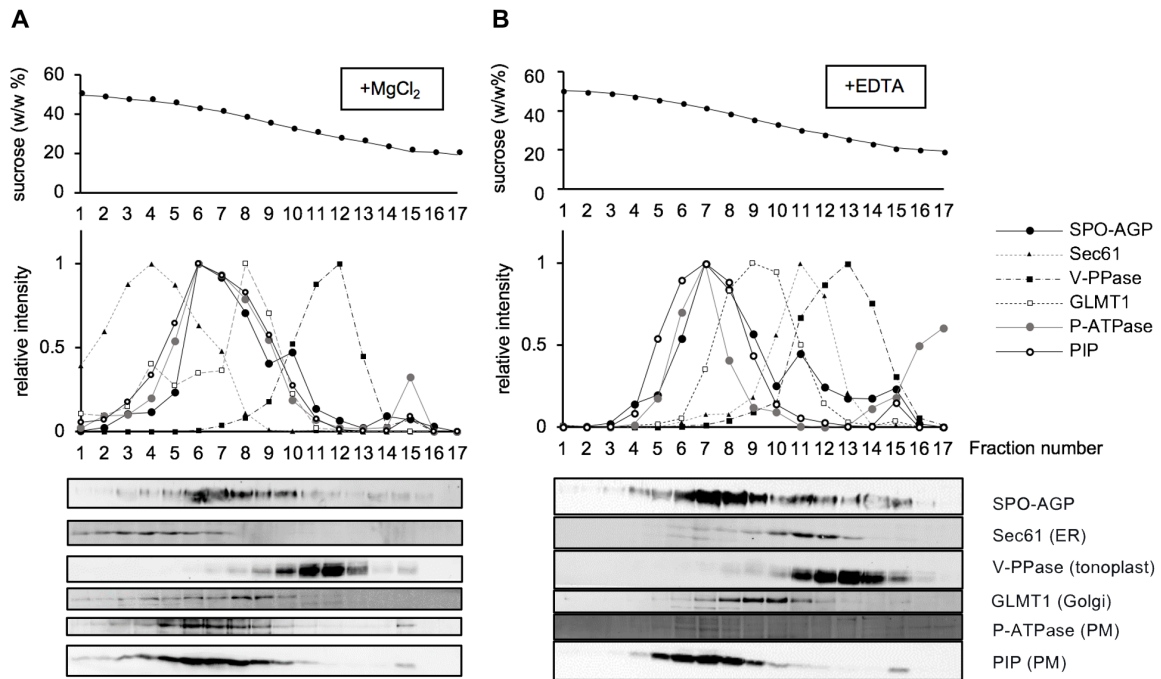 A
60
40
20
0
sucrose (w/w %)
+MgCl2
1 2 3 4 5 6 7 8 9 10 11 12 13 14 15 16 17
1
0.5
0
relative intensity
1 2 3 4 5 6 7 8 9 10 11 12 13 14 15 16 17
B
60
40
20
0
sucrose (w/w%)
+EDTA
1 2 3 4 5 6 7 8 9 10 11 12 13 14 15 16 17
1
0.5
0
relative intensity
1 2 3 4 5 6 7 8 9 10 11 12 13 14 15 16 17
Fraction number
SPO-AGP
Sec61
V-PPase
GLMT1
P-ATPase
PIP
SPO-AGP
Sec61 (ER)
V-PPase (tonoplast)
GLMT1 (Golgi)
P-ATPase (PM)
PIP (PM)